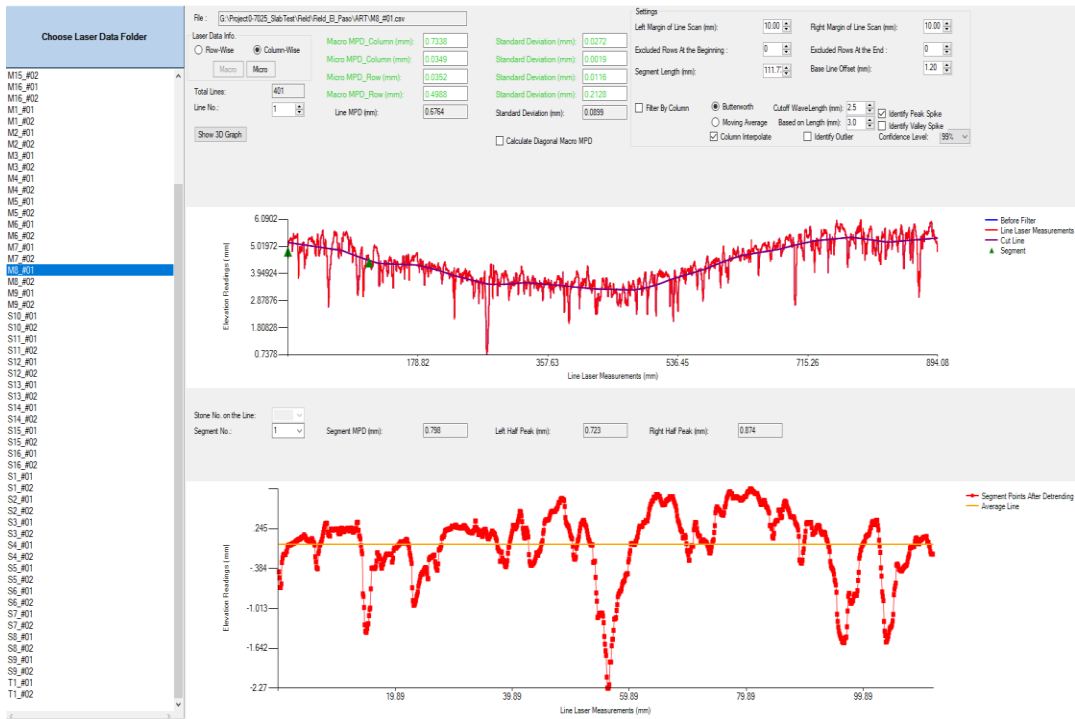 Choose Laser Data Folder
M15_#02
M16_#01
M16_#02
M1_#01
M1_#02
M2_#01
M2_#02
M3_#01
M3_#02
M4_#01
M4_#02
M5_#01
M5_#02
M6_#01
M6_#02
M7_#01
M7_#02
M8_#01
M8_#02
M9_#01
M9_#02
S10_#01
S10_#02
S11_#01
S11_#02
S12_#01
S12_#02
S13_#01
S13_#02
S14_#01
S14_#02
S15_#01
S15_#02
S16_#01
S16_#02
S1_#01
S1_#02
S2_#01
S2_#02
S3_#01
S3_#02
S4_#01
S4_#02
S5_#01
S5_#02
S6_#01
S6_#02
S7_#01
S7_#02
S8_#01
S8_#02
S9_#01
S9_#02
T1_#01
T1_#02
File : G:\Project\0-7025_SlabTest\Field\Field_El_Paso\ART\M8_#01.csv
Laser Data Info.
Row-Wise Column-Wise
Macro Micro
Total Lines: 401
Line No.: 1
Show 3D Graph
Macro MPD_Column (mm): 0.7338 Standard Deviation (mm): 0.0272
Micro MPD_Column (mm): 0.0349 Standard Deviation (mm): 0.0019
Micro MPD_Row (mm): 0.0352 Standard Deviation (mm): 0.0116
Macro MPD_Row (mm): 0.4988 Standard Deviation (mm): 0.2128
Line MPD (mm): 0.6764 Standard Deviation (mm): 0.0899
Calculate Diagonal Macro MPD
Settings
Left Margin of Line Scan (mm): 10.00 Right Margin of Line Scan (mm): 10.00
Excluded Rows At the Beginning : 0 Excluded Rows At the End : 0
Segment Length (mm): 111.7 Base Line Offset (mm): 1.20
Filter By Column Butterworth Cutoff WaveLength (mm): 2.5 Identify Peak Spike
Moving Average Based on Length (mm): 3.0 Identify Valley Spike
Column Interpolate Identify Outlier Confidence Level: 99%
6.0902
5.01972
3.94924
2.87876
1.80828
0.7378
Elevation Readings (mm)
178.82 357.63 536.45 715.26 894.08
Line Laser Measurements (mm)
Before Filter
Line Laser Measurements
Cut Line
Segment
Stone No. on the Line:
Segment No.: 1 Segment MPD (mm): 0.798 Left Half Peak (mm): 0.723 Right Half Peak (mm): 0.874
.245
-.384
-1.013
-1.642
-2.27
Elevation Readings (mm)
19.89 39.89 59.89 79.89 99.89
Line Laser Measurements (mm)
Segment Points After Detrending
Average Line